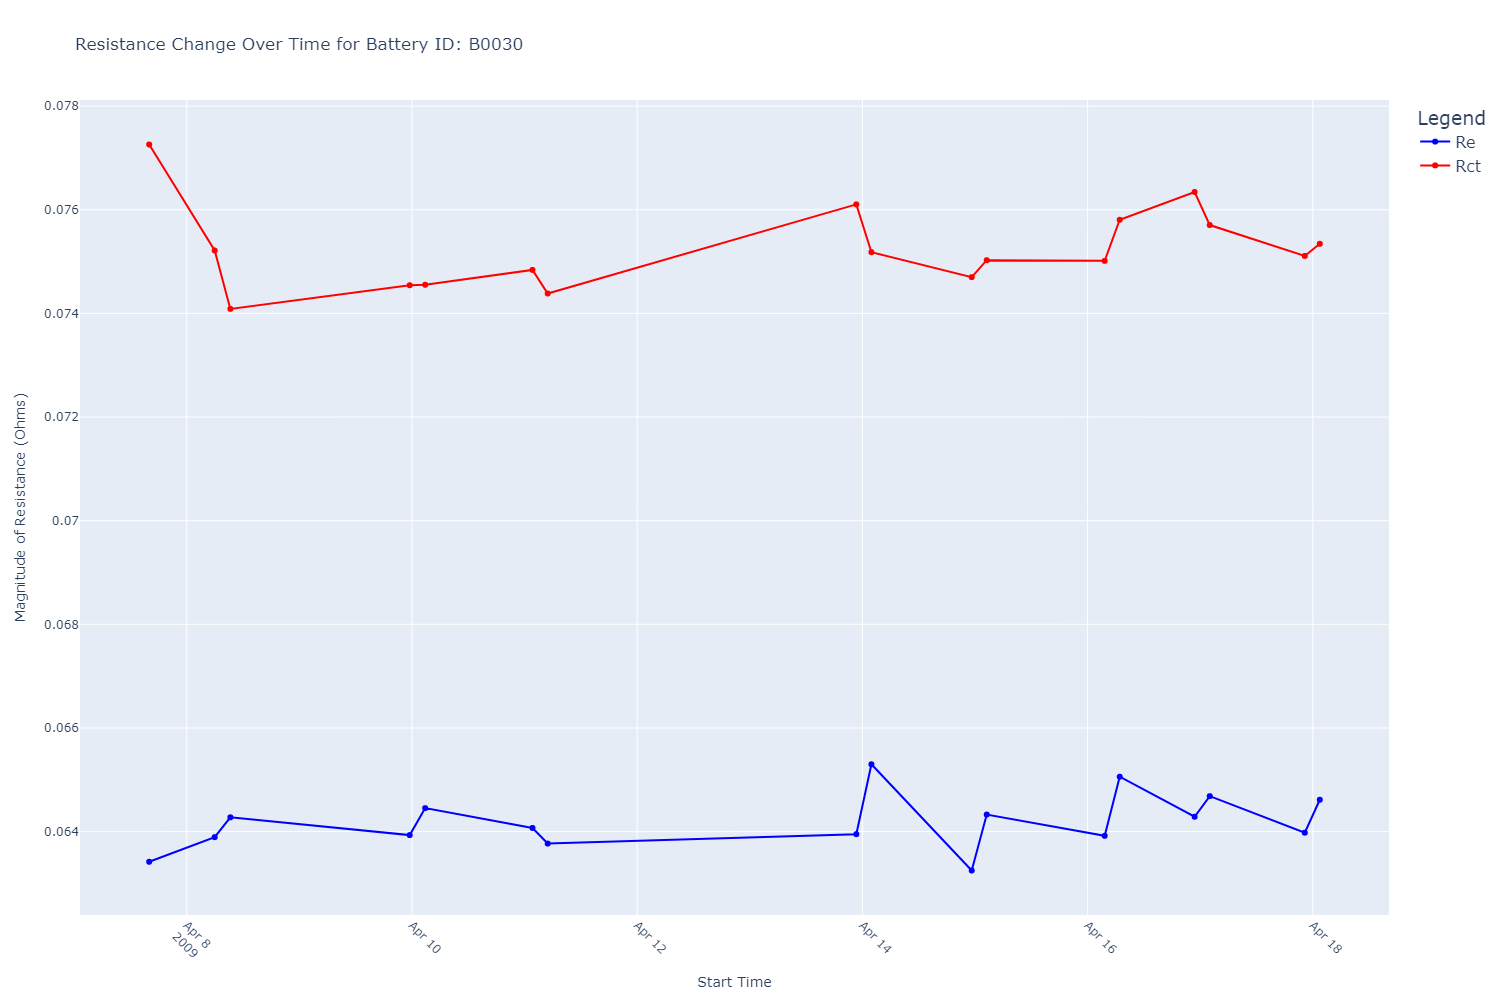 Resistance Change Over Time for Battery ID: B0030
Legend
Re
Rct
Magnitude of Resistance (Ohms)
0.078
0.076
0.074
0.072
0.07
0.068
0.066
0.064
Apr 8
2009
Apr 10
Apr 12
Apr 14
Apr 16
Apr 18
Start Time